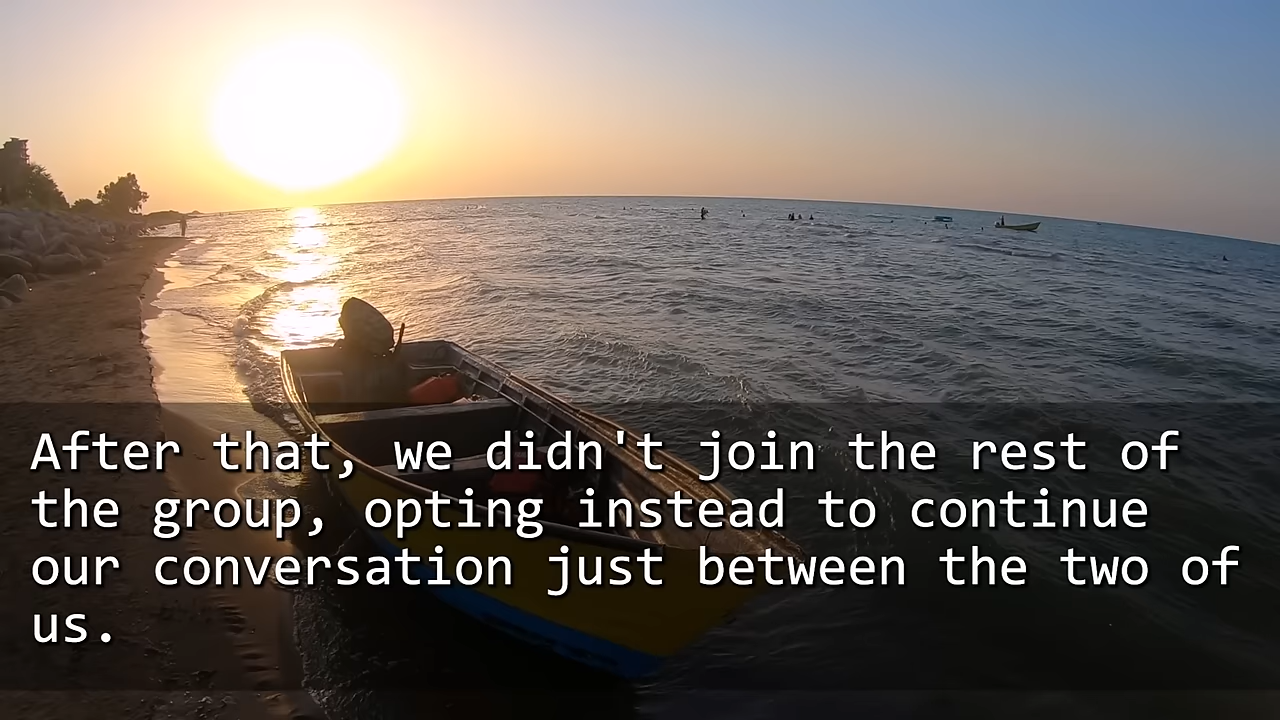 After that, we didn't join the rest of
the group, opting instead to continue
our conversation just between the two of
us.